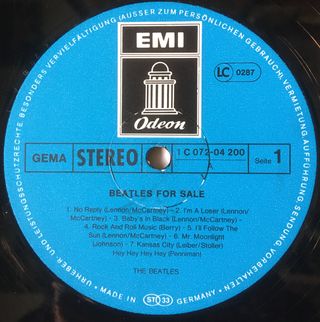 (AUSSER ZUM PERSÖNLICHEN GEBRAUCH), VERMIETUNG, AUFFÜHRUNG, SENDUNG VORBEHALTEN
URHEBER- UND LEISTUNGSSCHUTZRECHTE BESONDERS VERVIELFÄLTIGUNG
EMI
LC 0287
Odeon
GEMA STEREO 1 C 072-04 200 Seite 1
A
BEATLES FOR SALE
1. No Reply (Lennon/McCartney) - 2. I'm A Loser (Lennon/
McCartney) - 3. Baby's In Black (Lennon/McCartney) -
4. Rock And Roll Music (Berry) - 5. I'll Follow The
Sun (Lennon/McCartney) - 6. Mr. Moonlight
(Johnson) - 7. Kansas City (Leiber/Stoller)
Hey Hey Hey Hey (Penniman)
THE BEATLES
MADE IN STEREO 33 GERMANY